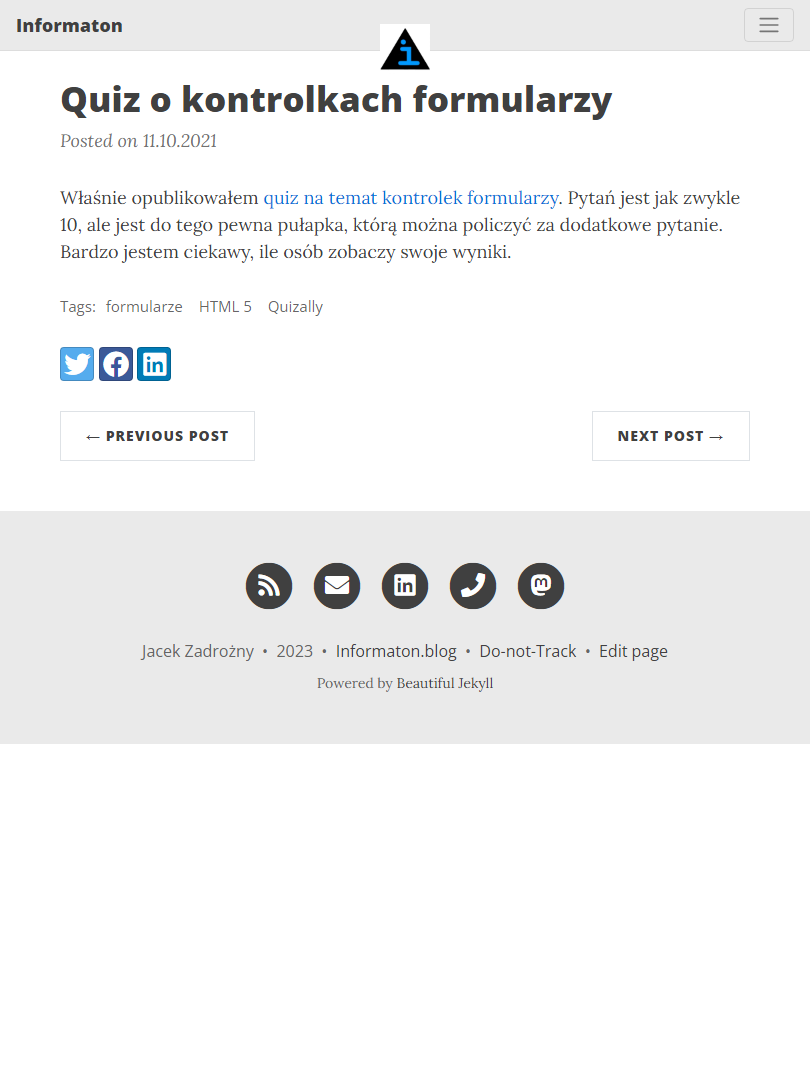 Informaton
Quiz o kontrolkach formularzy
Posted on 11.10.2021
Właśnie opublikowałem quiz na temat kontrolek formularzy. Pytań jest jak zwykle
10, ale jest do tego pewna pułapka, którą można policzyć za dodatkowe pytanie.
Bardzo jestem ciekawy, ile osób zobaczy swoje wyniki.
Tags: formularze HTML 5 Quizally
← PREVIOUS POST
NEXT POST →
Jacek Zadrożny • 2023 • Informaton.blog • Do-not-Track • Edit page
Powered by Beautiful Jekyll